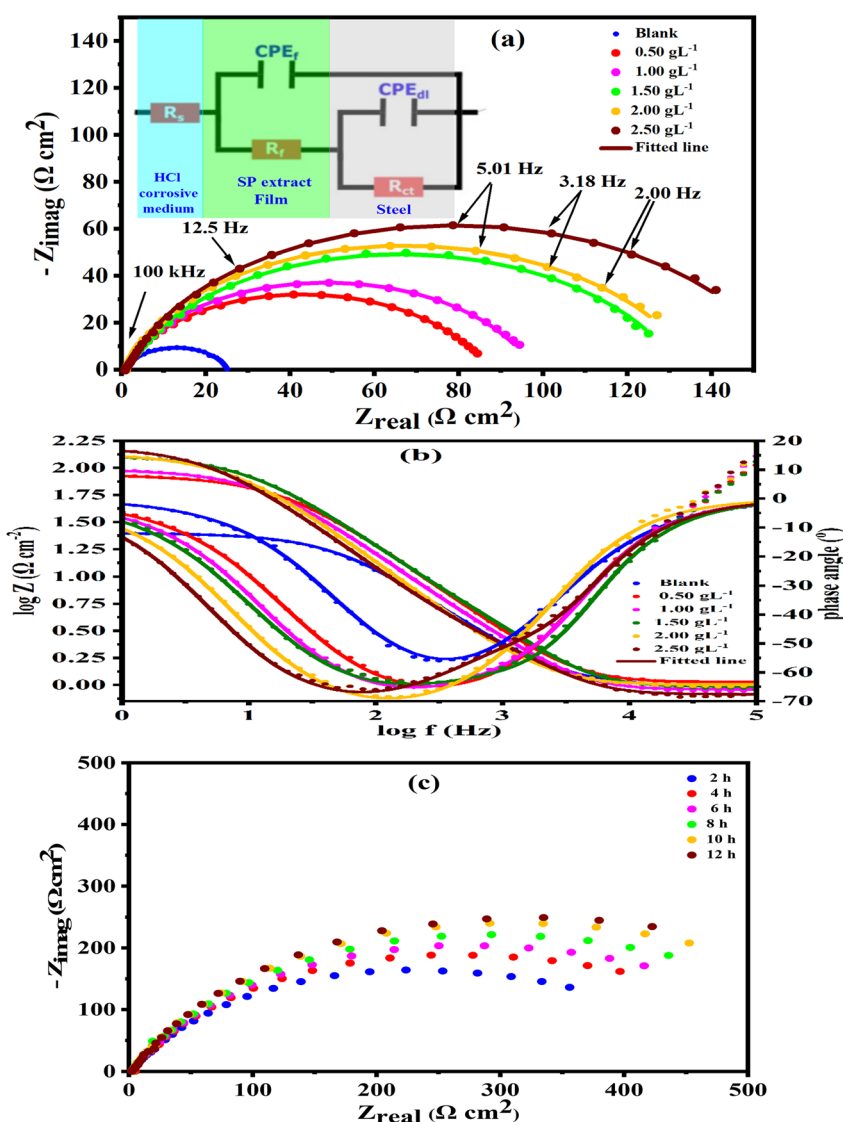 (a)
150
120
100
80
60
40
20
0
- Zimag (Ω cm²)
CPEf
CPEdl
Rs
Rf
Rct
HCl corrosive medium
SP extract Film
Steel
Blank
0.50 gL⁻¹
1.00 gL⁻¹
1.50 gL⁻¹
2.00 gL⁻¹
2.50 gL⁻¹
Fitted line
100 kHz
12.5 Hz
5.01 Hz
3.18 Hz
2.00 Hz
0 20 40 60 80 100 120 140
Zreal (Ω cm²)
(b)
2.25
2.00
1.75
1.50
1.25
1.00
0.75
0.50
0.25
0.00
log Z (Ω cm⁻²)
20
10
0
−10
−20
−30
−40
−50
−60
−70
phase angle (⁰)
Blank
0.50 gL⁻¹
1.00 gL⁻¹
1.50 gL⁻¹
2.00 gL⁻¹
2.50 gL⁻¹
Fitted line
0 1 2 3 4 5
log f (Hz)
(c)
500
400
300
200
100
0
-Zimag (Ωcm²)
2 h
4 h
6 h
8 h
10 h
12 h
0 100 200 300 400 500
Zreal (Ω cm²)